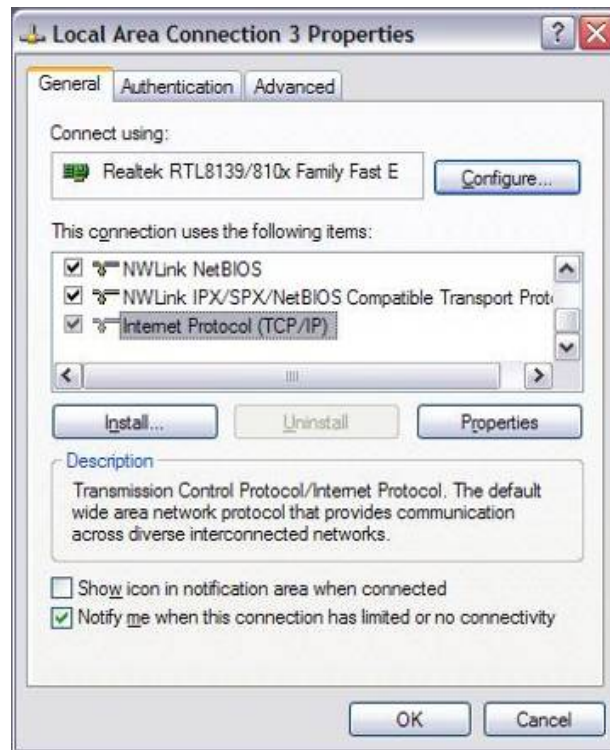 Local Area Connection 3 Properties
General Authentication Advanced
Connect using:
Realtek RTL8139/810x Family Fast E
Configure...
This connection uses the following items:
NWLink NetBIOS
NWLink IPX/SPX/NetBIOS Compatible Transport Prot
Internet Protocol (TCP/IP)
Install... Uninstall Properties
Description
Transmission Control Protocol/Internet Protocol. The default
wide area network protocol that provides communication
across diverse interconnected networks.
Show icon in notification area when connected
Notify me when this connection has limited or no connectivity
OK Cancel